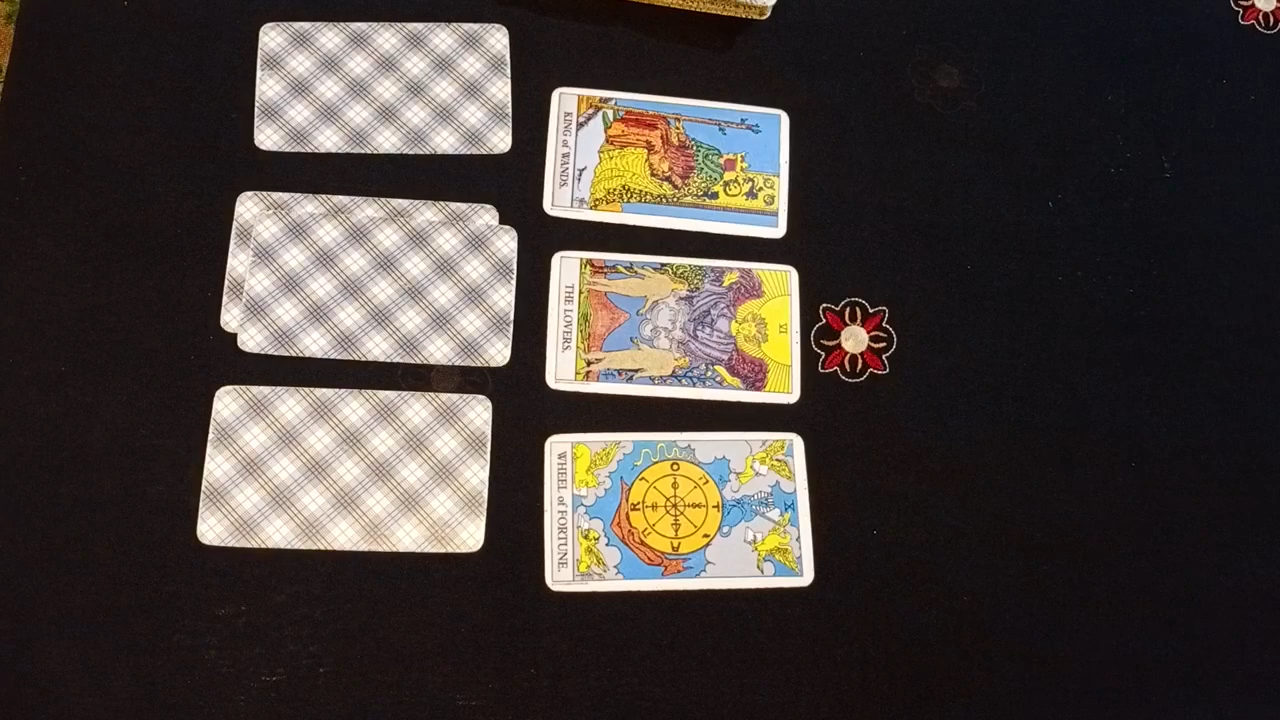 KING of WANDS.
THE LOVERS.
VI
WHEEL of FORTUNE.
X
T
A
R
O